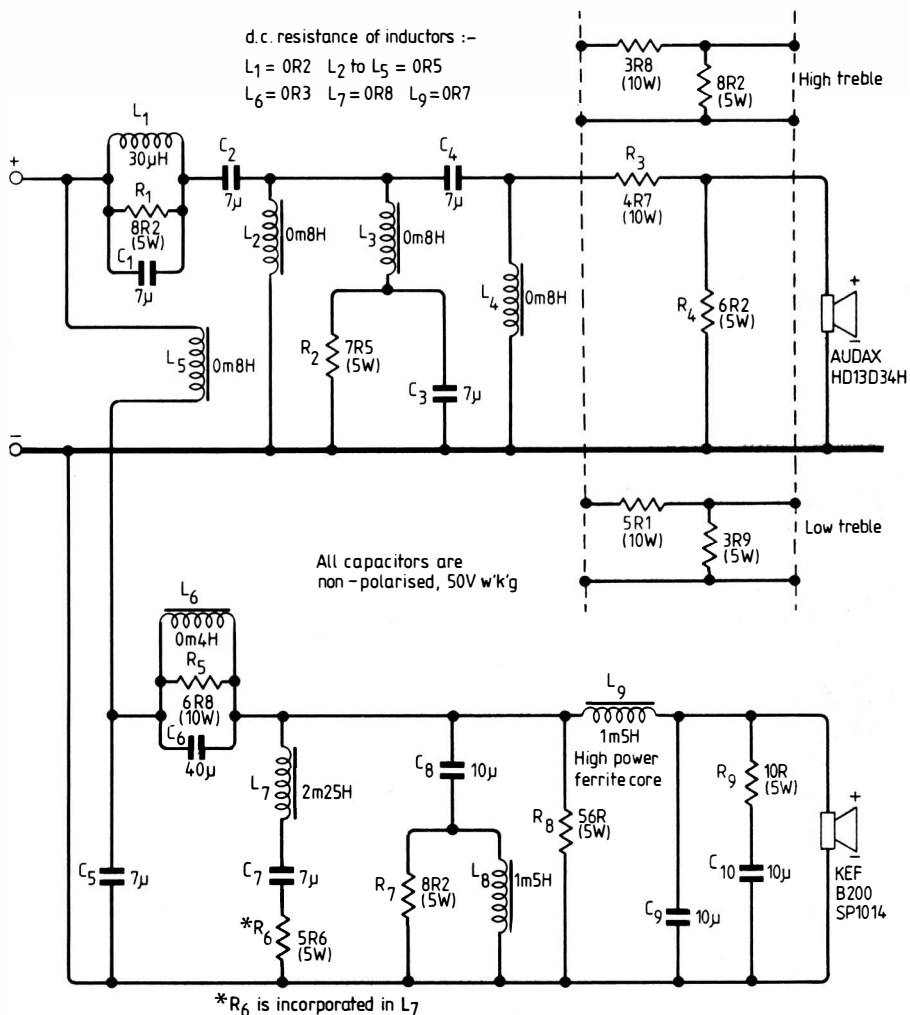 d.c. resistance of inductors :-
L1 = 0R2 L2 to L5 = 0R5
L6 = 0R3 L7 = 0R8 L9 = 0R7
3R8
(10W)
8R2
(5W)
High treble
L1
30µH
R1
8R2
(5W)
C1
7µ
+
C2
7µ
L2
0m8H
L3
0m8H
C4
7µ
R3
4R7
(10W)
L4
0m8H
R4
6R2
(5W)
+
−
AUDAX
HD13D34H
L5
0m8H
R2
7R5
(5W)
C3
7µ
−
5R1
(10W)
3R9
(5W)
Low treble
All capacitors are
non-polarised, 50V w'k'g
L6
0m4H
R5
6R8
(10W)
C6
40µ
L7
2m25H
C8
10µ
L9
1m5H
High power
ferrite core
R8
56R
(5W)
R9
10R
(5W)
+
−
KEF
B200
SP1014
C5
7µ
C7
7µ
*R6
5R6
(5W)
R7
8R2
(5W)
L8
1m5H
C9
10µ
C10
10µ
*R6 is incorporated in L7